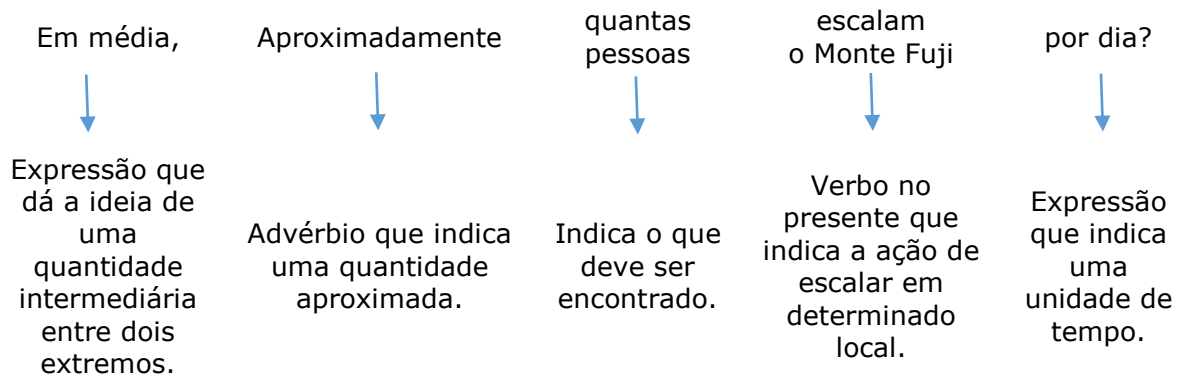 Em média,
Aproximadamente
quantas
pessoas
escalam
o Monte Fuji
por dia?
Expressão que
dá a ideia de
uma
quantidade
intermediária
entre dois
extremos.
Advérbio que indica
uma quantidade
aproximada.
Indica o que
deve ser
encontrado.
Verbo no
presente que
indica a ação de
escalar em
determinado
local.
Expressão
que indica
uma
unidade de
tempo.